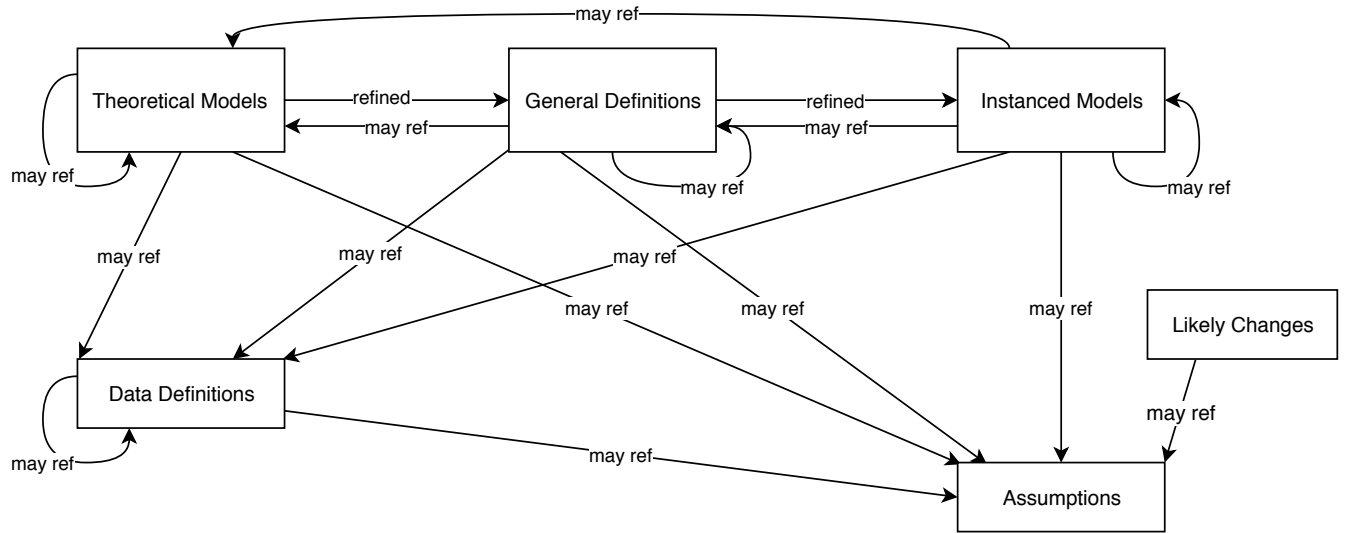 may ref
Theoretical Models
refined
may ref
General Definitions
refined
may ref
Instanced Models
may ref
may ref
may ref
may ref
may ref
may ref
may ref
may ref
may ref
Likely Changes
may ref
Data Definitions
may ref
may ref
Assumptions